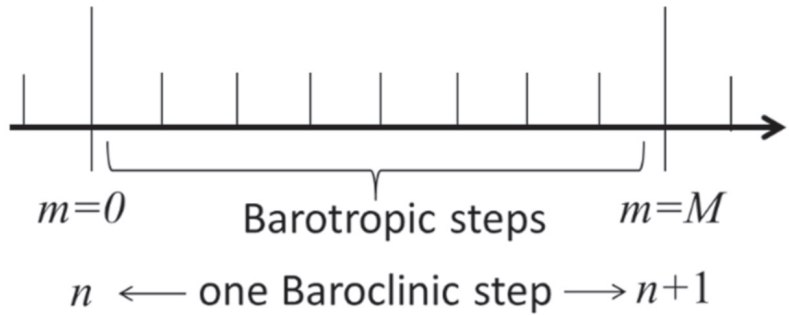 m=0 Barotropic steps m=M
n ← one Baroclinic step → n+1